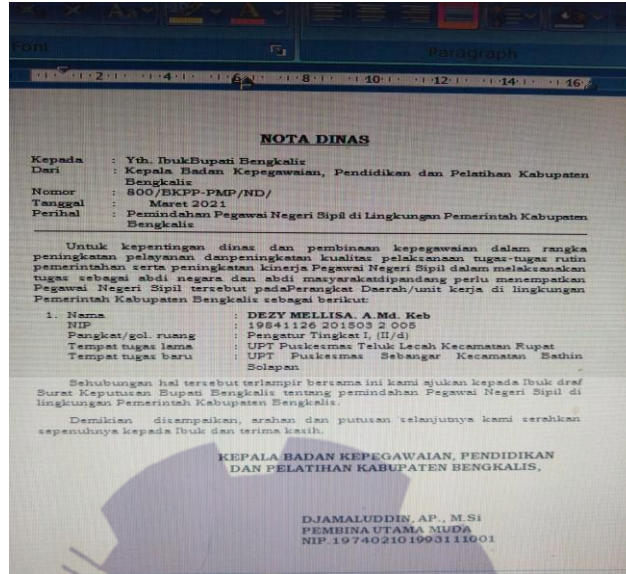 Font
Paragraph
2 4 6 8 10 12 14 16
NOTA DINAS
Kepada : Yth. IbukBupati Bengkalis
Dari : Kepala Badan Kepegawaian, Pendidikan dan Pelatihan Kabupaten
Bengkalis
Nomor : 800/BKPP-PMP/ND/
Tanggal : Maret 2021
Perihal : Pemindahan Pegawai Negeri Sipil di Lingkungan Pemerintah Kabupaten
Bengkalis
Untuk kepentingan dinas dan pembinaan kepegawaian dalam rangka
peningkatan pelayanan danpeningkatan kualitas pelaksanaan tugas-tugas rutin
pemerintahan serta peningkatan kinerja Pegawai Negeri Sipil dalam melaksanakan
tugas sebagai abdi negara dan abdi masyarakatdipandang perlu menempatkan
Pegawai Negeri Sipil tersebut padaPerangkat Daerah/unit kerja di lingkungan
Pemerintah Kabupaten Bengkalis sebagai berikut:
1. Nama : DEZY MELLISA. A.Md. Keb
NIP : 19841126 201503 2 005
Pangkat/gol. ruang : Pengatur Tingkat I, (II/d)
Tempat tugas lama : UPT Puskesmas Teluk Lecah Kecamatan Rupat
Tempat tugas baru : UPT Puskesmas Sebangar Kecamatan Bathin
Solapan
Sehubungan hal tersebut terlampir bersama ini kami ajukan kepada Ibuk draf
Surat Keputusan Bupati Bengkalis tentang pemindahan Pegawai Negeri Sipil di
lingkungan Pemerintah Kabupaten Bengkalis.
Demikian disampaikan, arahan dan putusan selanjutnya kami serahkan
sepenuhnya kepada Ibuk dan terima kasih.
KEPALA BADAN KEPEGAWAIAN, PENDIDIKAN
DAN PELATIHAN KABUPATEN BENGKALIS,
DJAMALUDDIN, AP., M.Si
PEMBINA UTAMA MUDA
NIP.197402101993111001